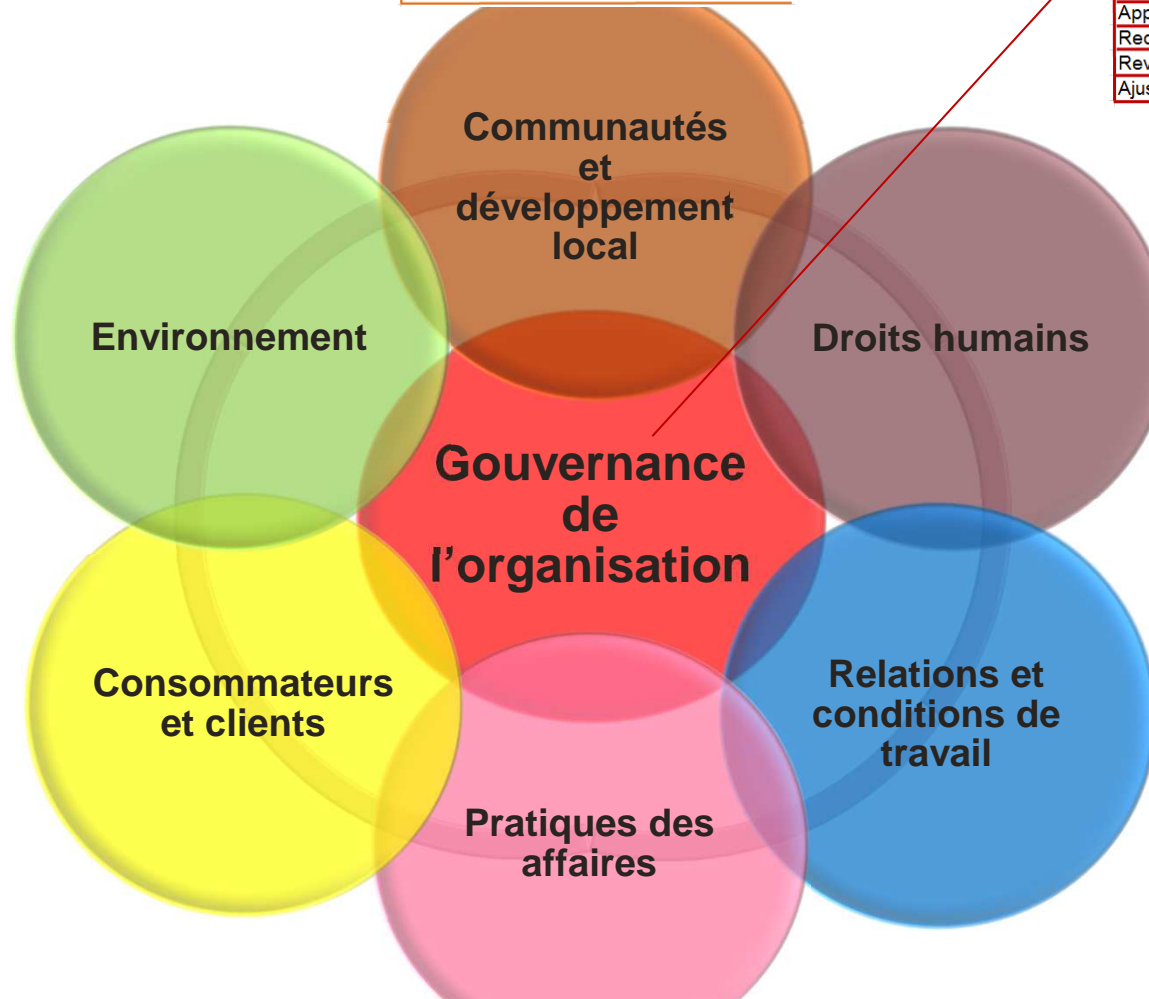 Communautés
et
développement
local
Environnement
Droits humains
Gouvernance
de
l'organisation
Consommateurs
et clients
Relations et
conditions de
travail
Pratiques des
affaires